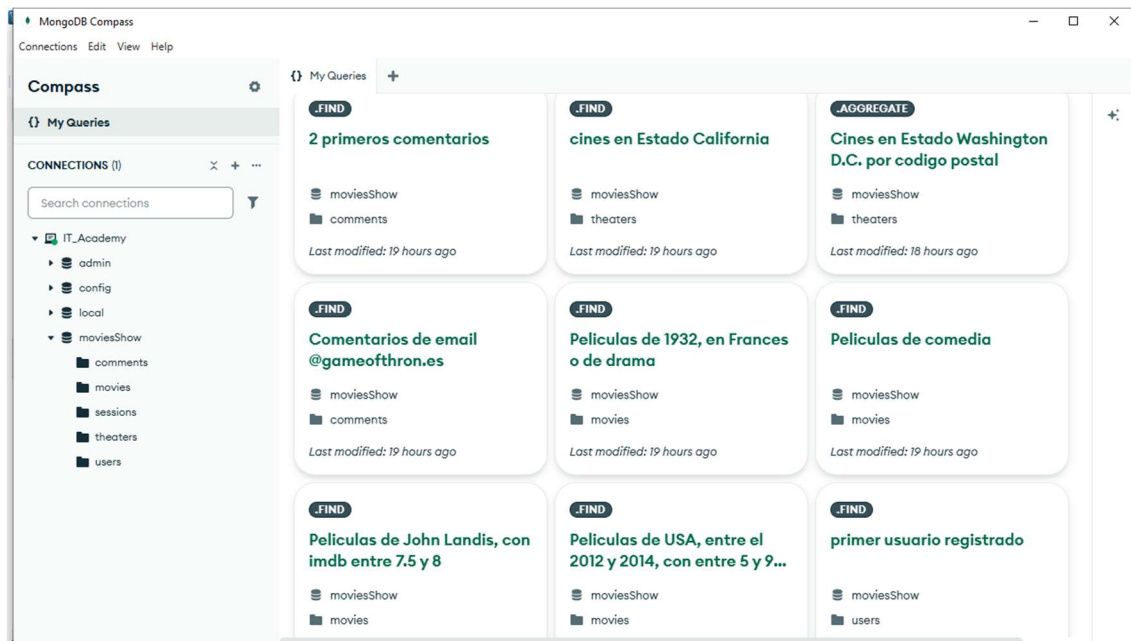 MongoDB Compass
Connections Edit View Help
Compass
{} My Queries
CONNECTIONS (1)
Search connections
IT_Academy
admin
config
local
moviesShow
comments
movies
sessions
theaters
users
{} My Queries
.FIND
2 primeros comentarios
moviesShow
comments
Last modified: 19 hours ago
.FIND
cines en Estado California
moviesShow
theaters
Last modified: 19 hours ago
.AGGREGATE
Cines en Estado Washington
D.C. por codigo postal
moviesShow
theaters
Last modified: 18 hours ago
.FIND
Comentarios de email
@gameofthron.es
moviesShow
comments
Last modified: 19 hours ago
.FIND
Peliculas de 1932, en Frances
o de drama
moviesShow
movies
Last modified: 19 hours ago
.FIND
Peliculas de comedia
moviesShow
movies
Last modified: 19 hours ago
.FIND
Peliculas de John Landis, con
imdb entre 7.5 y 8
moviesShow
movies
.FIND
Peliculas de USA, entre el
2012 y 2014, con entre 5 y 9...
moviesShow
movies
.FIND
primer usuario registrado
moviesShow
users